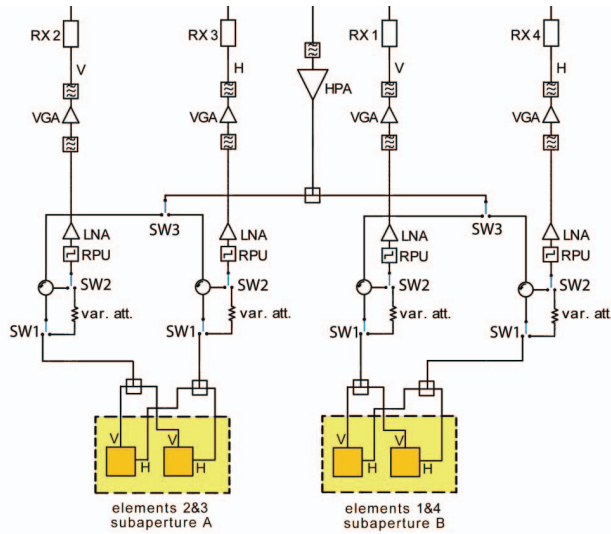 RX 2
RX 3
RX 1
RX 4
V
H
HPA
V
H
VGA
VGA
VGA
VGA
SW3
SW3
LNA
LNA
LNA
LNA
RPU
RPU
RPU
RPU
SW2
SW2
SW2
SW2
var. att.
var. att.
var. att.
var. att.
SW1
SW1
SW1
SW1
V
V
V
V
H
H
H
H
elements 2&3
subaperture A
elements 1&4
subaperture B